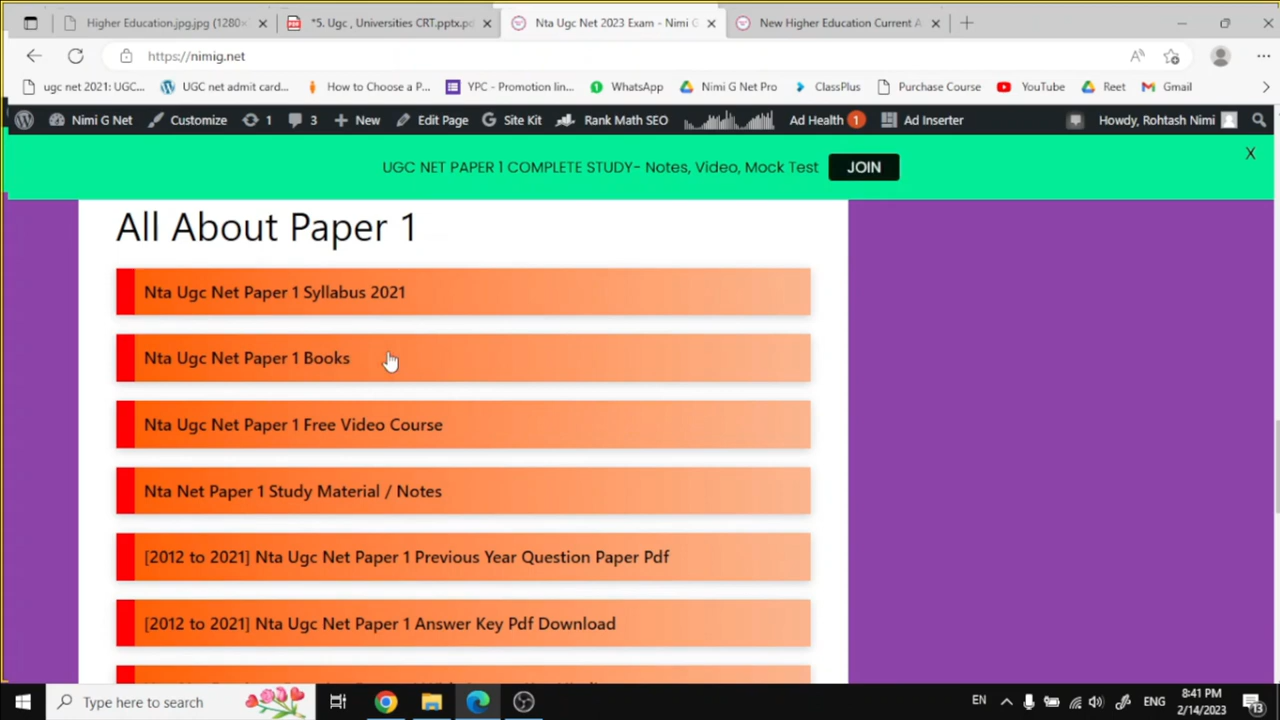 Higher Education.jpg.jpg (1280×
*5. Ugc , Universities CRT.pptx.pd
Nta Ugc Net 2023 Exam - Nimi G
New Higher Education Current A
https://nimig.net
ugc net 2021: UGC...
UGC net admit card...
How to Choose a P...
YPC - Promotion lin...
WhatsApp
Nimi G Net Pro
ClassPlus
Purchase Course
YouTube
Reet
Gmail
Nimi G Net
Customize
1
3
New
Edit Page
Site Kit
Rank Math SEO
Ad Health 1
Ad Inserter
Howdy, Rohtash Nimi
UGC NET PAPER 1 COMPLETE STUDY- Notes, Video, Mock Test JOIN X
All About Paper 1
Nta Ugc Net Paper 1 Syllabus 2021
Nta Ugc Net Paper 1 Books
Nta Ugc Net Paper 1 Free Video Course
Nta Net Paper 1 Study Material / Notes
[2012 to 2021] Nta Ugc Net Paper 1 Previous Year Question Paper Pdf
[2012 to 2021] Nta Ugc Net Paper 1 Answer Key Pdf Download
Type here to search
EN
ENG
8:41 PM
2/14/2023
13